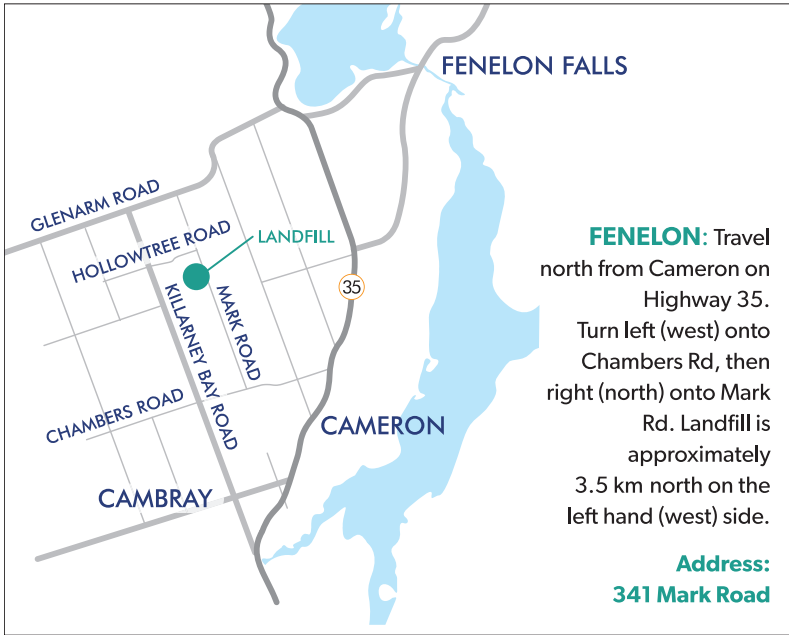 FENELON FALLS
GLENARM ROAD
HOLLOWTREE ROAD
LANDFILL
35
MARK ROAD
KILLARNEY BAY ROAD
CHAMBERS ROAD
CAMERON
CAMBRAY
FENELON: Travel
north from Cameron on
Highway 35.
Turn left (west) onto
Chambers Rd, then
right (north) onto Mark
Rd. Landfill is
approximately
3.5 km north on the
left hand (west) side.
Address:
341 Mark Road